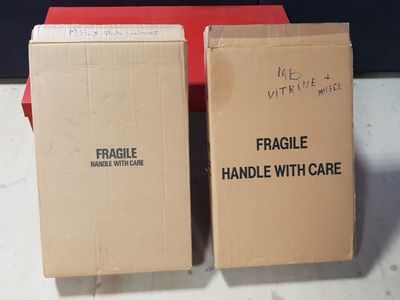 FRAGILE
HANDLE WITH CARE
MB
VITRINE +
FRAGILE
HANDLE WITH CARE